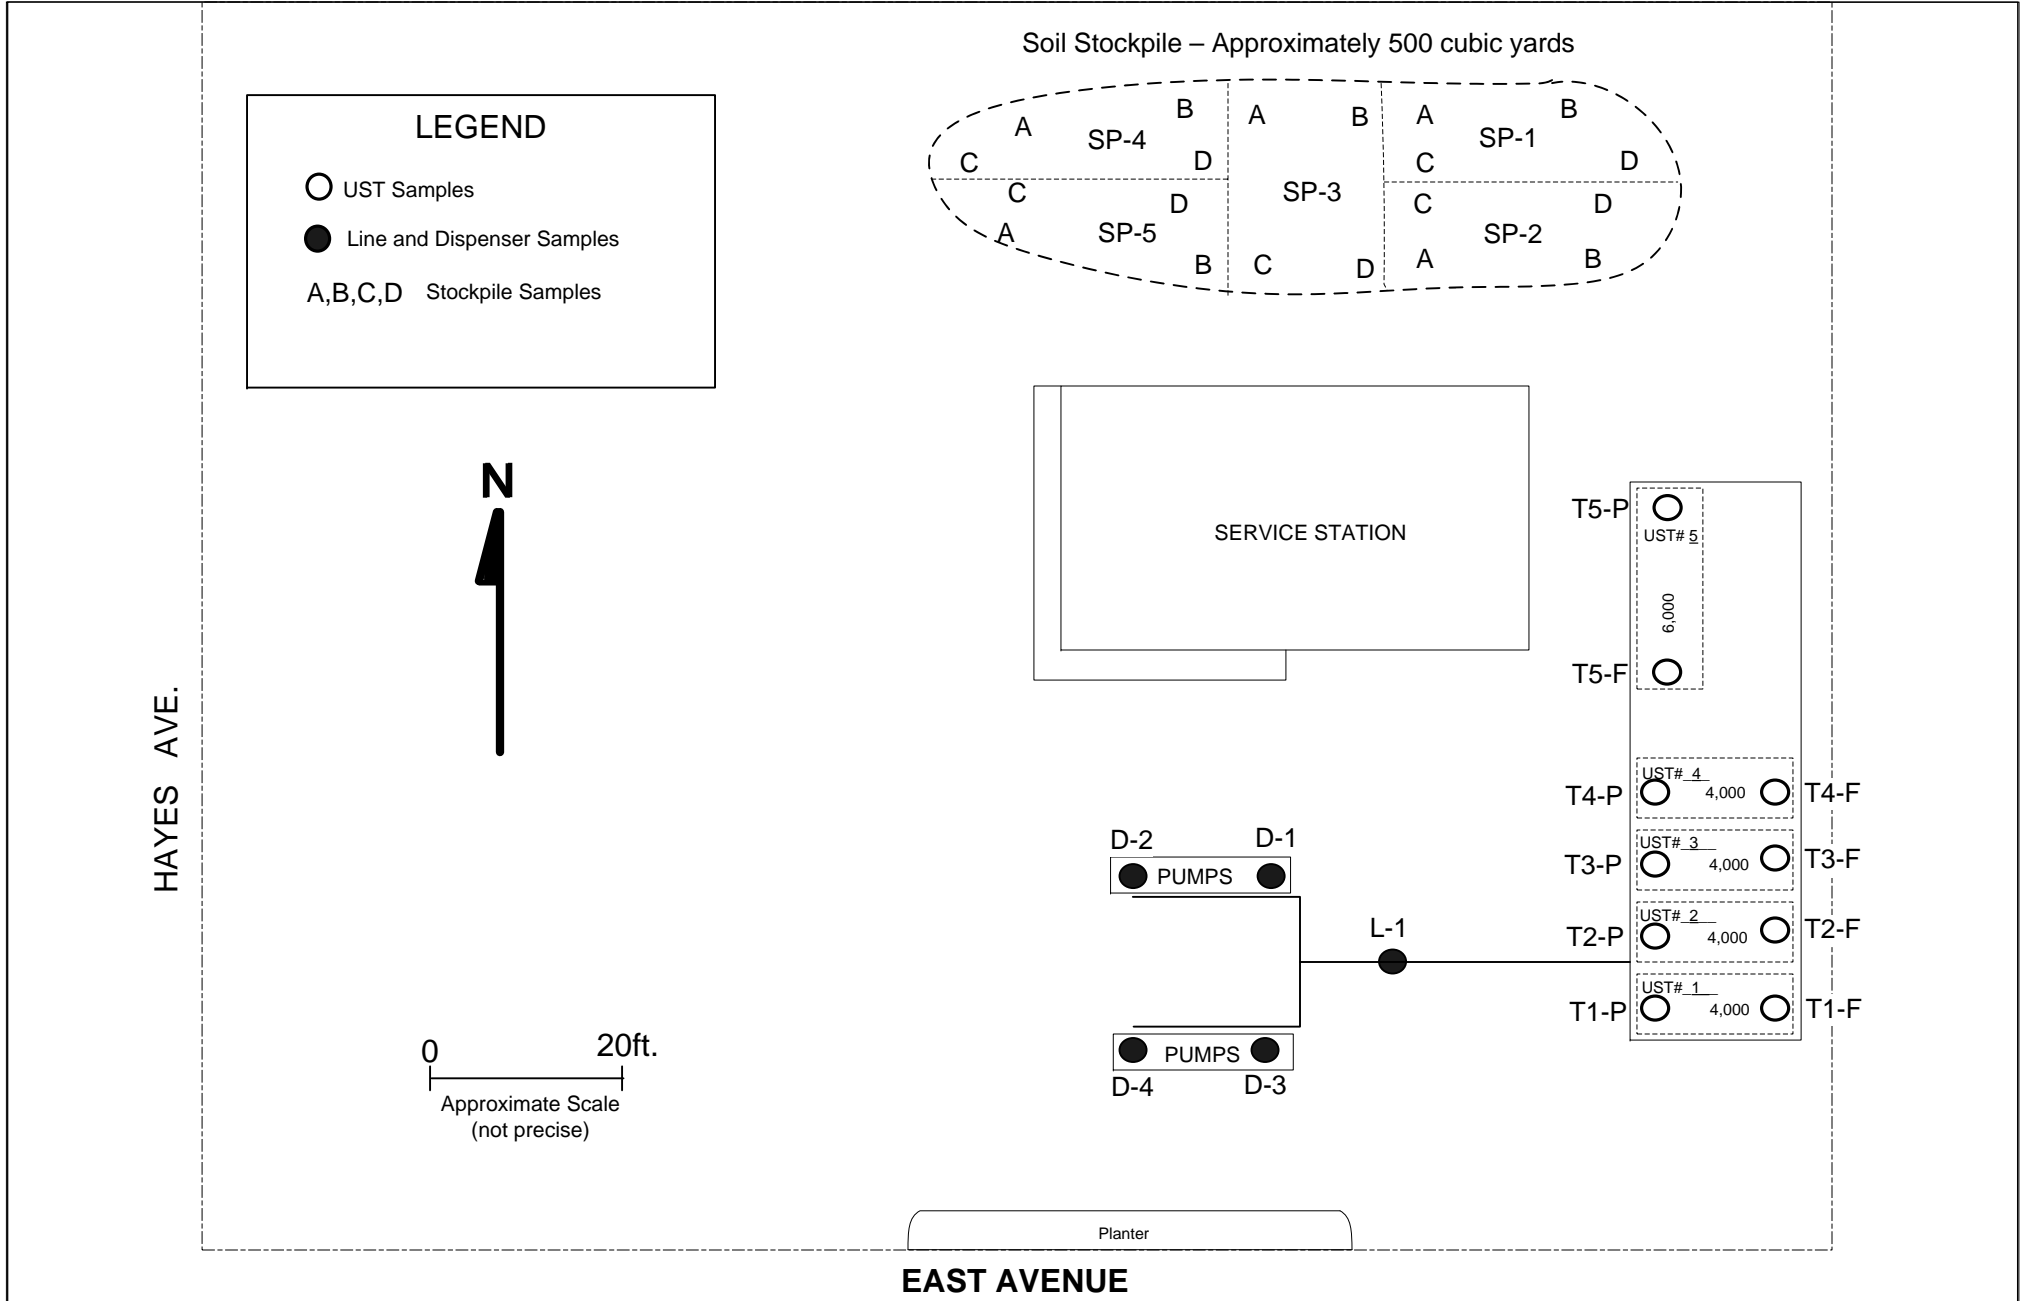 Soil Stockpile – Approximately 500 cubic yards
LEGEND
UST Samples
Line and Dispenser Samples
A,B,C,D Stockpile Samples
A B
SP-4
C D
A B
SP-3
C D
A B
SP-1
C D
C D
SP-5
A B
C D
SP-2
A B
N
SERVICE STATION
T5-P
UST# 5
6,000
T5-F
HAYES AVE.
UST# 4
T4-P 4,000 T4-F
UST# 3
T3-P 4,000 T3-F
UST# 2
T2-P 4,000 T2-F
UST# 1
T1-P 4,000 T1-F
D-2 D-1
PUMPS
L-1
PUMPS
D-4 D-3
0 20ft.
Approximate Scale
(not precise)
Planter
EAST AVENUE